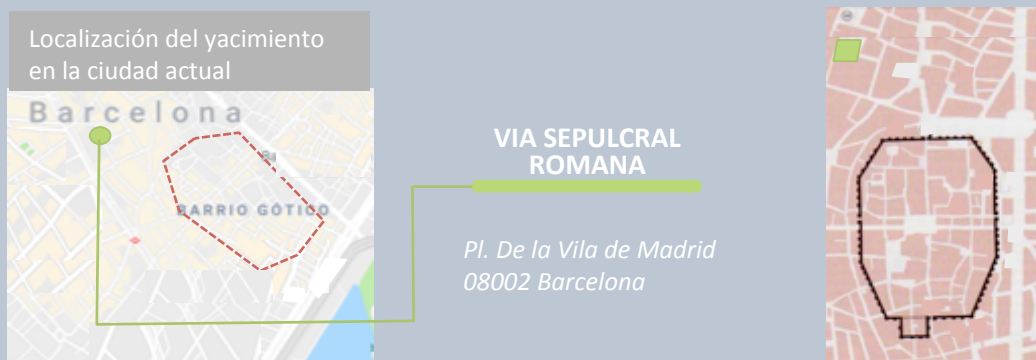 Localización del yacimiento
en la ciudad actual
Barcelona
BARRIO GÓTICO
VIA SEPULCRAL
ROMANA
Pl. De la Vila de Madrid
08002 Barcelona